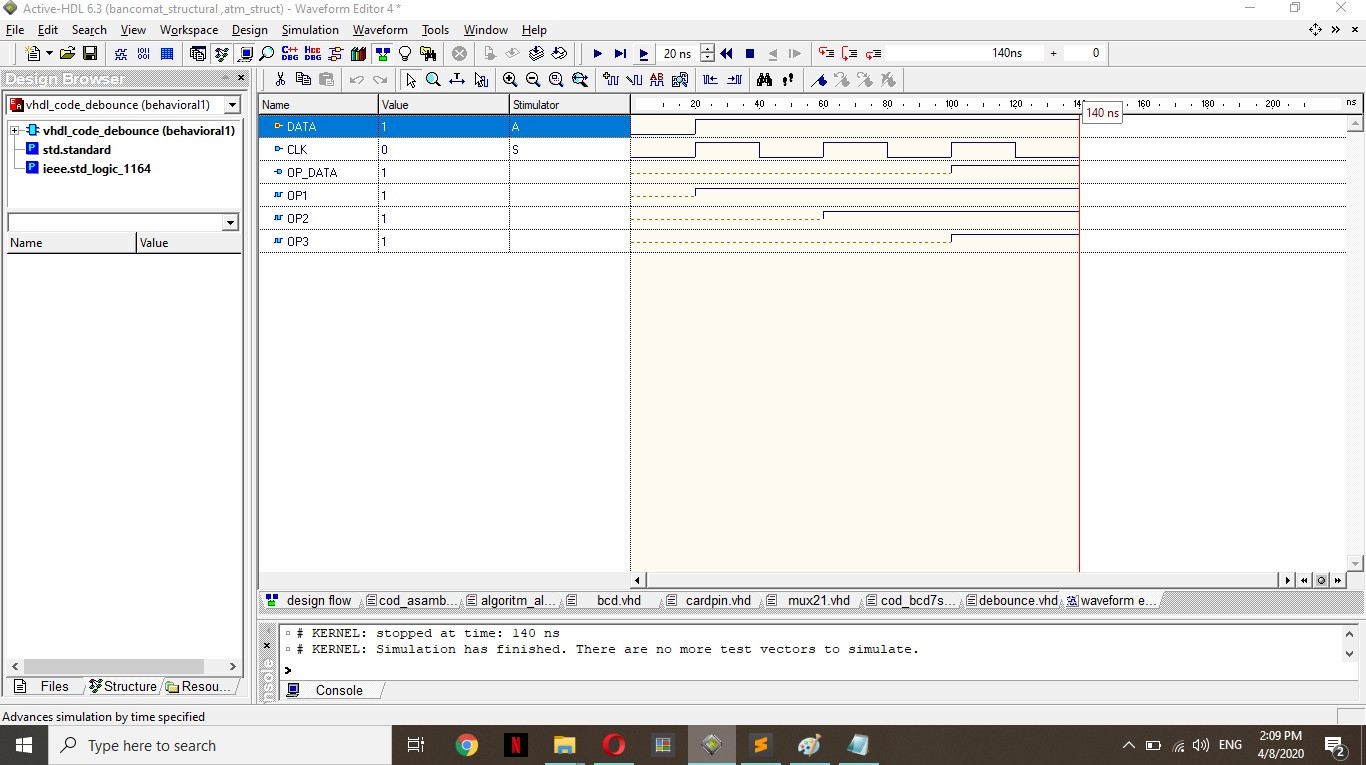 Active-HDL 6.3 (bancomat_structural ,atm_struct) - Waveform Editor 4 *
File Edit Search View Workspace Design Simulation Waveform Tools Window Help
C++ DBG HDL DBG 20 ns 140ns + 0
Design Browser
vhdl_code_debounce (behavioral1)
vhdl_code_debounce (behavioral1)
std.standard
ieee.std_logic_1164
Name Value
Name Value Stimulator 20 40 60 80 100 120 14 160 180 200 ns
140 ns
DATA 1 A
CLK 0 S
OP_DATA 1
OP1 1
OP2 1
OP3 1
Files Structure Resou...
design flow cod_asamb... algoritm_al... bcd.vhd cardpin.vhd mux21.vhd cod_bcd7s... debounce.vhd waveform e...
# KERNEL: stopped at time: 140 ns
# KERNEL: Simulation has finished. There are no more test vectors to simulate.
>
Console
Advances simulation by time specified
Type here to search
ENG
2:09 PM
4/8/2020
2